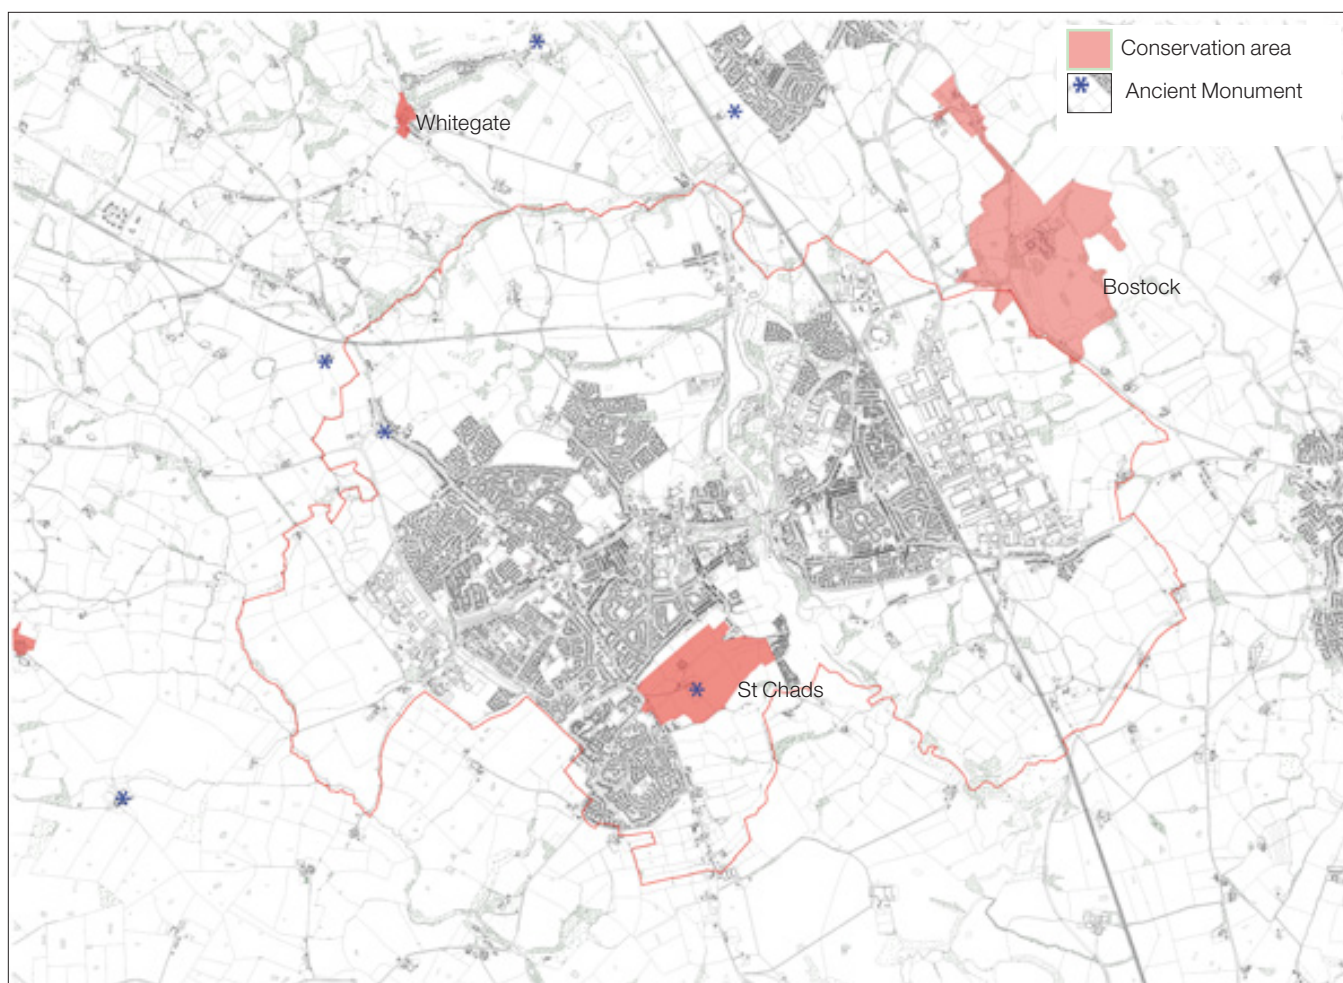 Conservation area
Ancient Monument
Whitegate
Bostock
St Chads